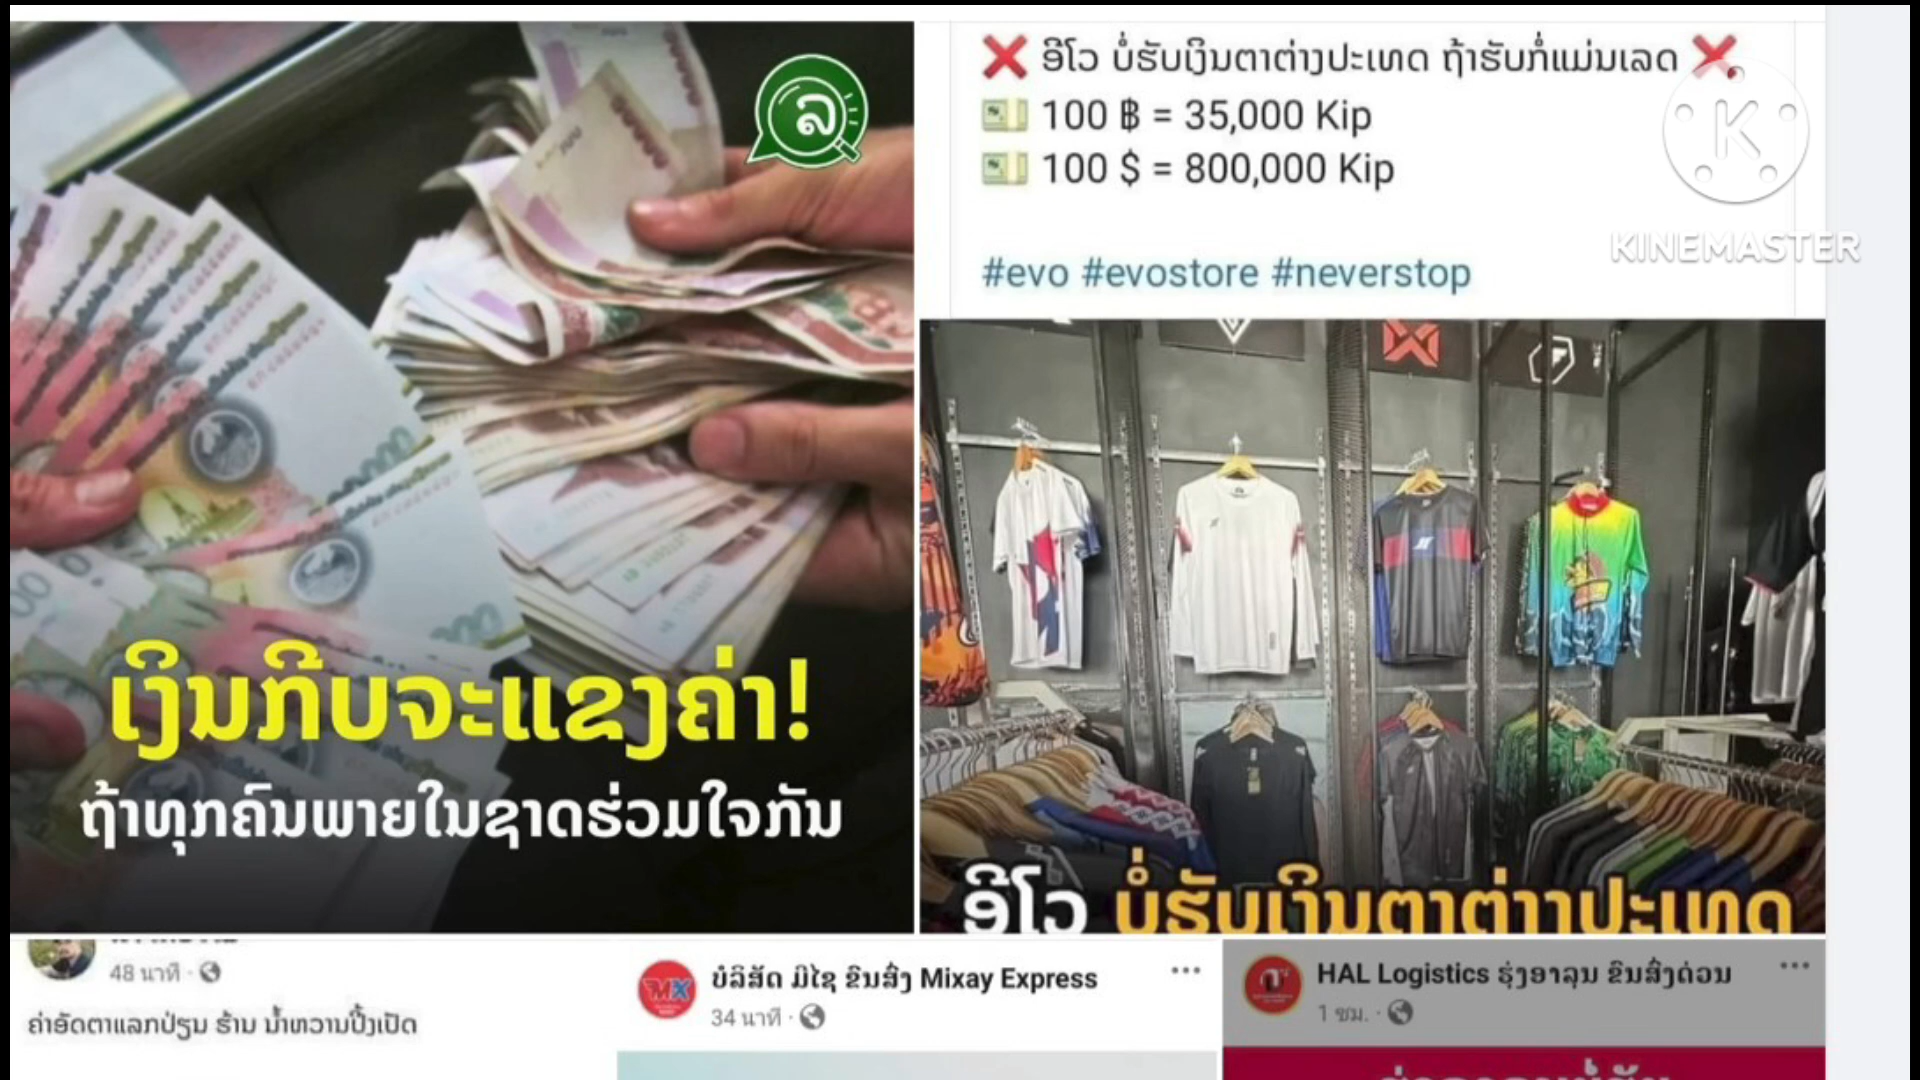 ລ
ເງິນກີບຈະແຂງຄ່າ!
ຖ້າທຸກຄົນພາຍໃນຊາດຮ່ວມໃຈກັນ
❌ ອີໂວ ບໍ່ຮັບເງິນຕາຕ່າງປະເທດ ຖ້າຮັບກໍ່ແມ່ນເລດ ❌
💵 100 ฿ = 35,000 Kip
💵 100 $ = 800,000 Kip
#evo #evostore #neverstop
K
KINEMASTER
ອີໂວ ບໍ່ຮັບເງິນຕາຕ່າງປະເທດ
48 นาที ·
ຄ່າອັດຕາແລກປ່ຽນ ຮ້ານ ນ້ຳຫວານປີ້ງເປັດ
MX
ບໍລິສັດ ມີໄຊ ຂົນສົ່ງ Mixay Express
34 นาที ·
HAL Logistics ຮຸ່ງອາລຸນ ຂົນສົ່ງດ່ວນ
1 ชม. ·